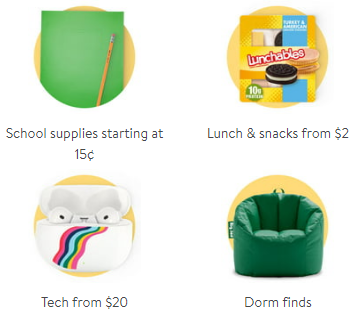 TURKEY &
AMERICAN
Lunchables
10g
PROTEIN
School supplies starting at
15¢
Lunch & snacks from $2
Tech from $20
Dorm finds